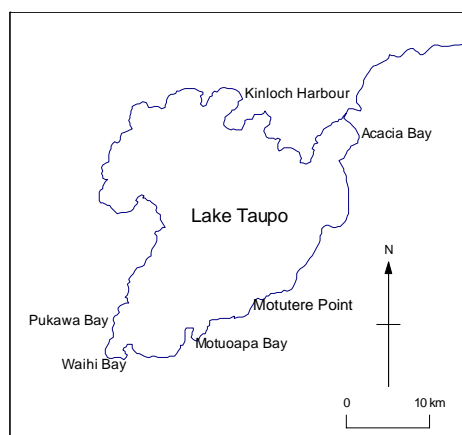 Kinloch Harbour
Acacia Bay
Lake Taupo
N
Motutere Point
Pukawa Bay
Motuoapa Bay
Waihi Bay
0 10 km